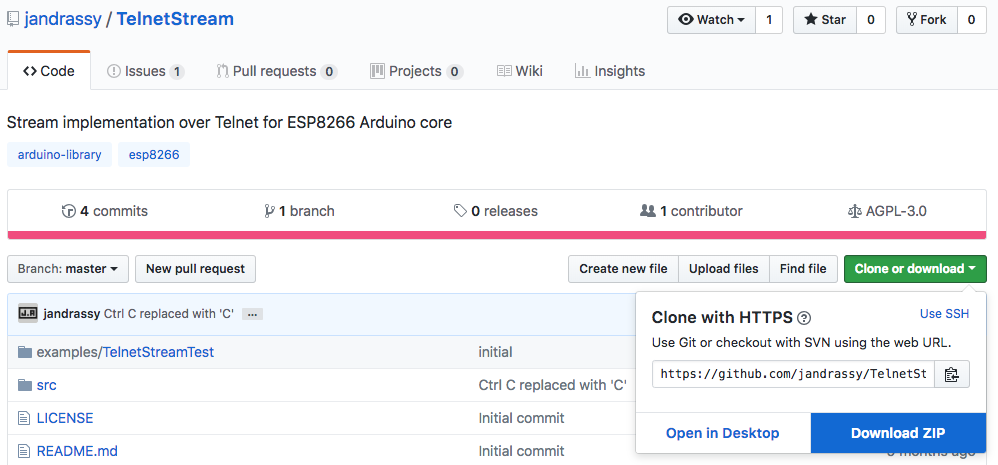 jandrassy / TelnetStream Watch 1 Star 0 Fork 0
Code Issues 1 Pull requests 0 Projects 0 Wiki Insights
Stream implementation over Telnet for ESP8266 Arduino core
arduino-library esp8266
4 commits 1 branch 0 releases 1 contributor AGPL-3.0
Branch: master New pull request Create new file Upload files Find file Clone or download
J.A jandrassy Ctrl C replaced with 'C' ...
Clone with HTTPS ? Use SSH
Use Git or checkout with SVN using the web URL.
https://github.com/jandrassy/TelnetSt
Open in Desktop Download ZIP
examples/TelnetStreamTest initial
src Ctrl C replaced with 'C'
LICENSE Initial commit
README.md Initial commit months ago